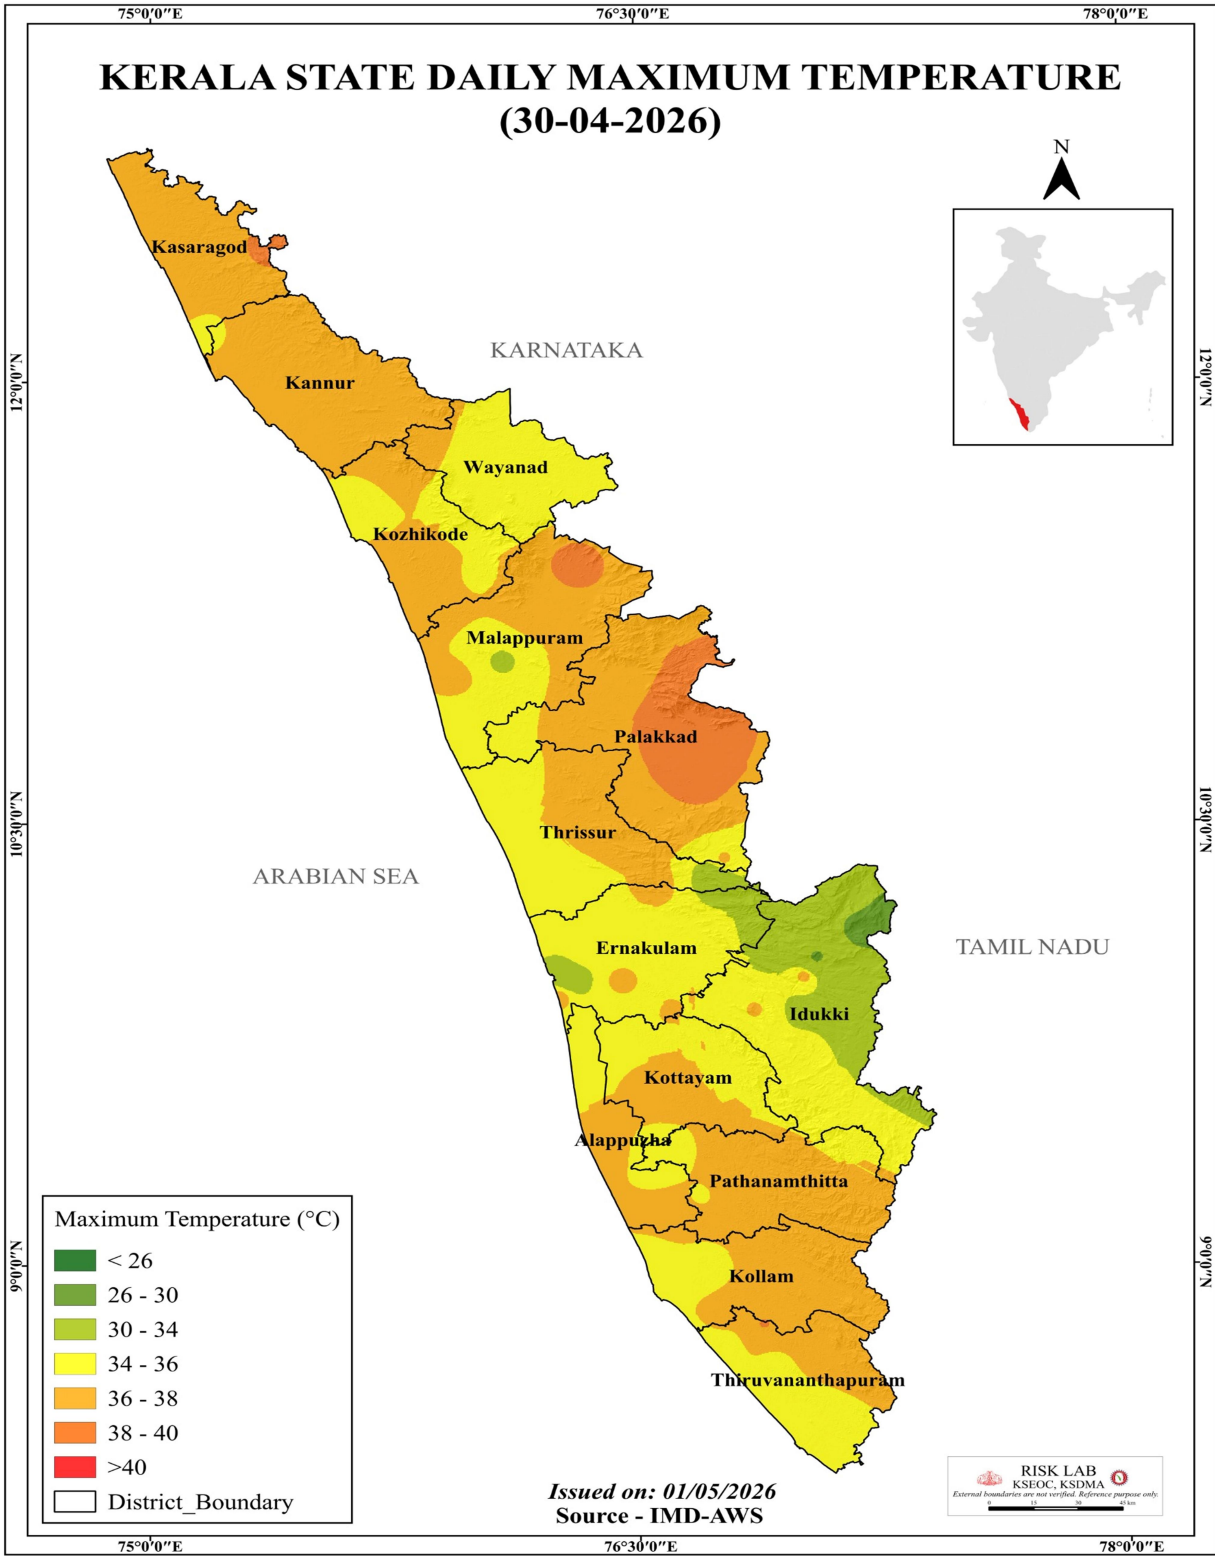 75°0'0"E
76°30'0"E
78°0'0"E
KERALA STATE DAILY MAXIMUM TEMPERATURE
(30-04-2026)
N
Kasaragod
KARNATAKA
Kannur
12°0'0"N
12°0'0"N
Wayanad
Kozhikode
Malappuram
Palakkad
10°30'0"N
10°30'0"N
Thrissur
ARABIAN SEA
Ernakulam
TAMIL NADU
Idukki
Kottayam
Alappuzha
Pathanamthitta
9°0'0"N
9°0'0"N
Kollam
Thiruvananthapuram
Maximum Temperature (°C)
< 26
26 - 30
30 - 34
34 - 36
36 - 38
38 - 40
>40
District_Boundary
Issued on: 01/05/2026
Source - IMD-AWS
RISK LAB
KSEOC, KSDMA
External boundaries are not verified. Reference purpose only.
0 15 30 45 km
75°0'0"E
76°30'0"E
78°0'0"E